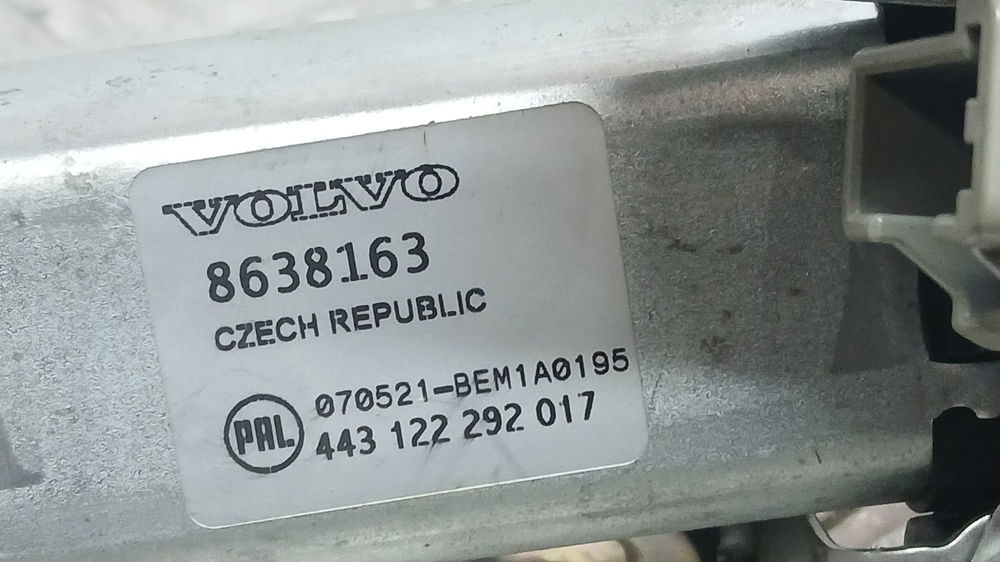 VOLVO
8638163
CZECH REPUBLIC
PAL
070521-BEM1A0195
443 122 292 017